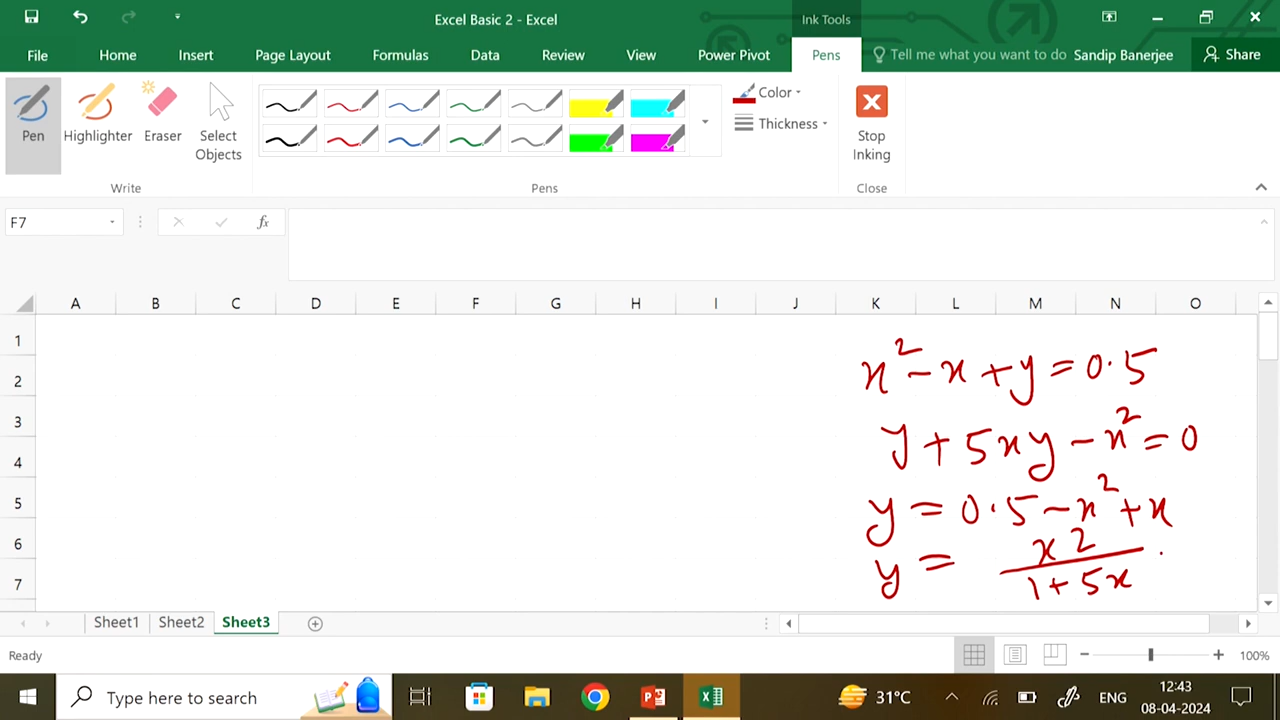 Excel Basic 2 - Excel
Ink Tools
File Home Insert Page Layout Formulas Data Review View Power Pivot Pens Tell me what you want to do Sandip Banerjee Share
Pen Highlighter Eraser Select Objects Color Thickness Stop Inking
Write Pens Close
F7 fx
A B C D E F G H I J K L M N O
1
2 x² - x + y = 0.5
3
4 y + 5xy - x² = 0
5 y = 0.5 - x² + x
6 y = x2
7 1 + 5x
Sheet1 Sheet2 Sheet3
Ready 100%
Type here to search 31°C ENG 12:43
08-04-2024